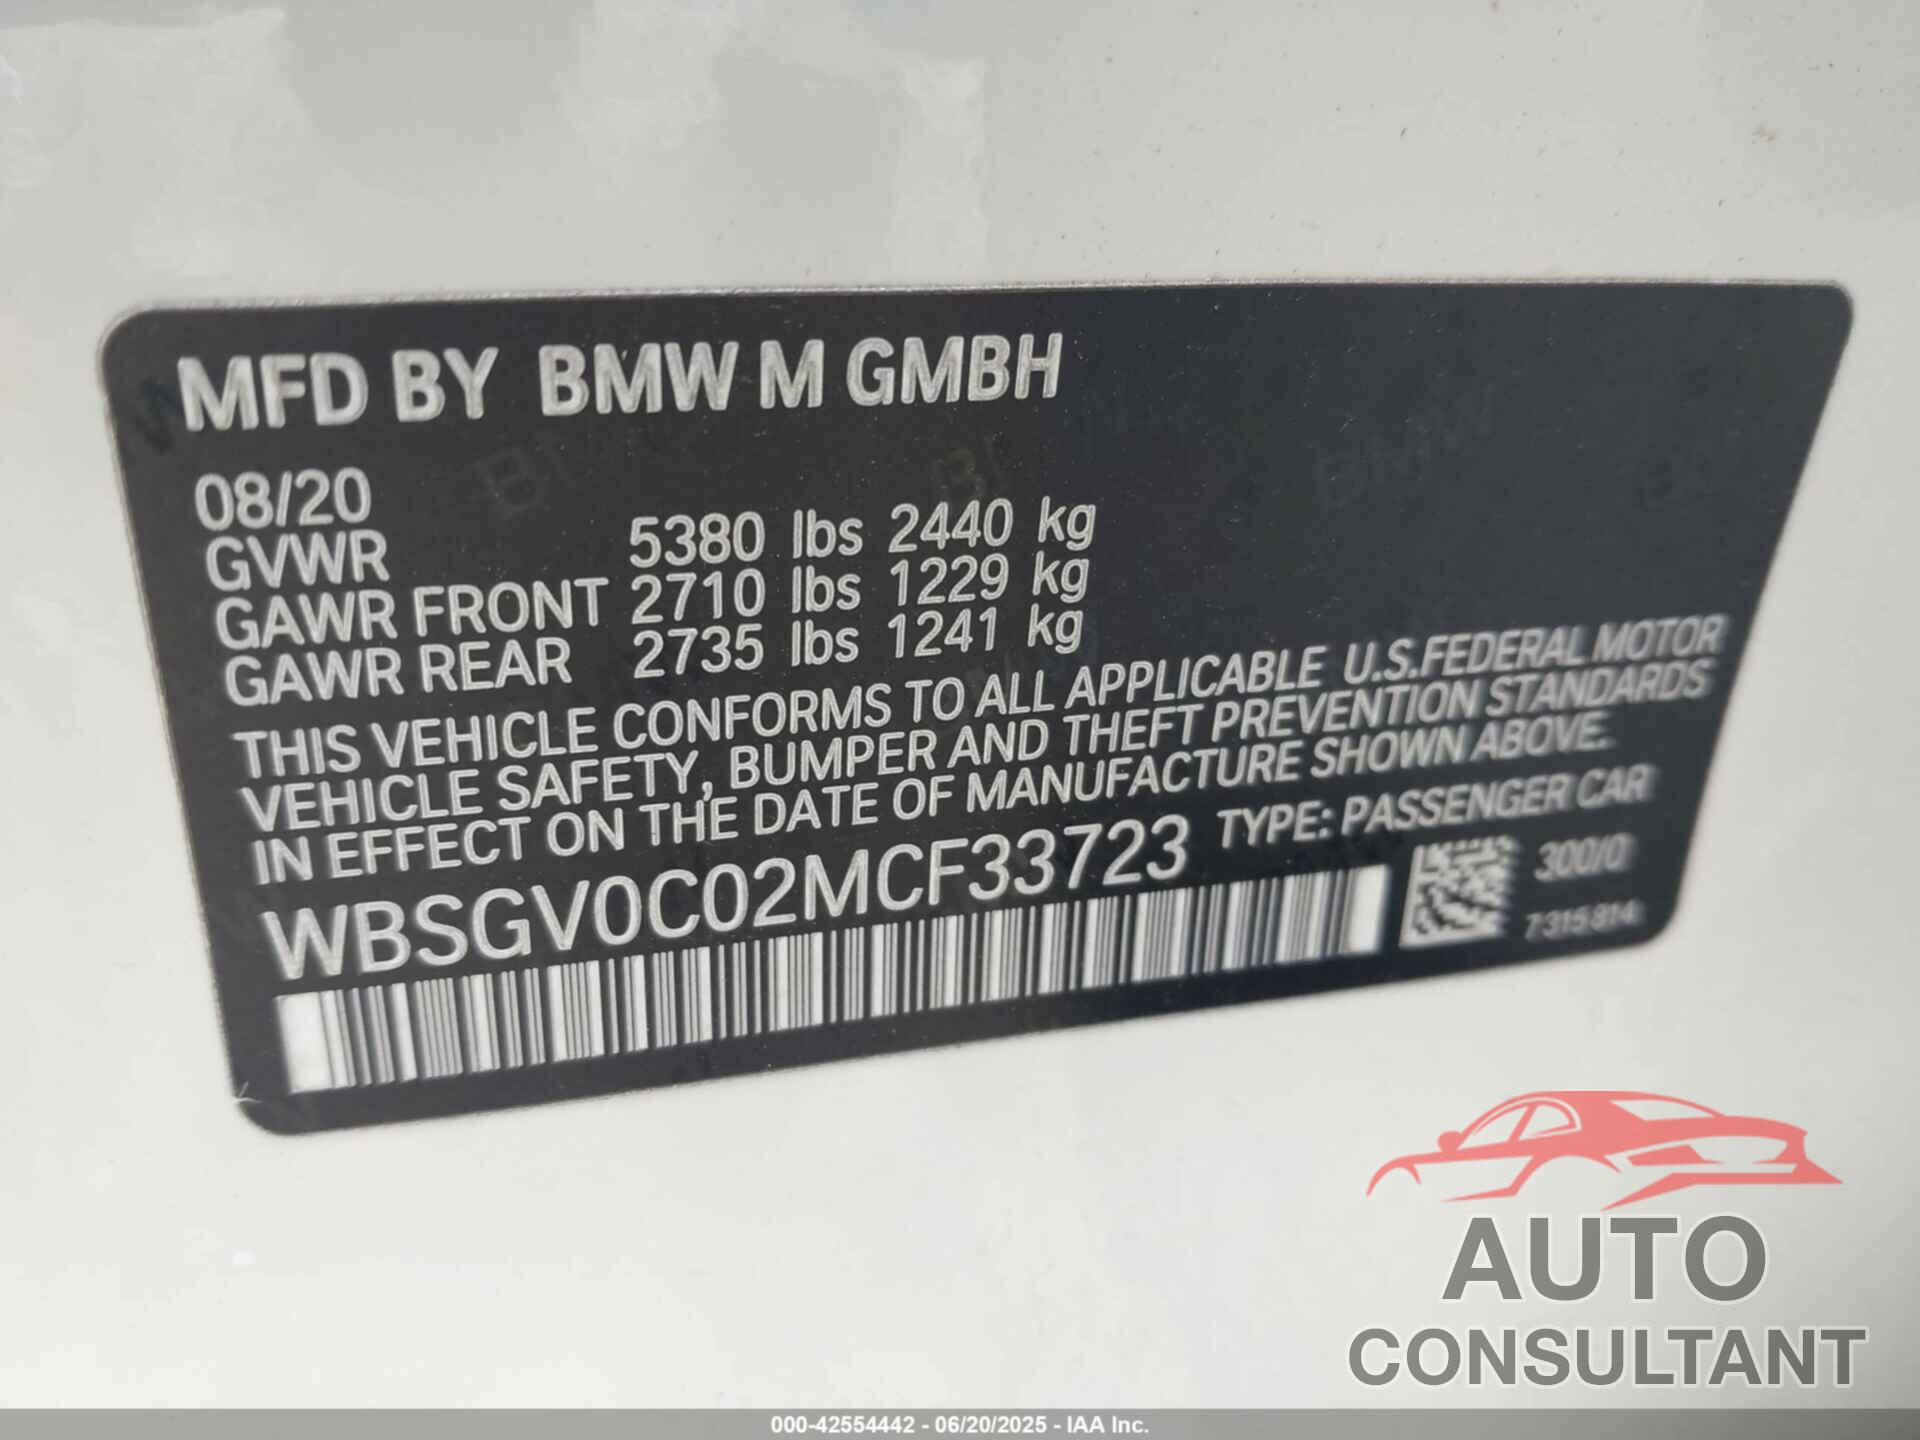 MFD BY BMW M GMBH
08/20
GVWR 5380 lbs 2440 kg
GAWR FRONT 2710 lbs 1229 kg
GAWR REAR 2735 lbs 1241 kg
THIS VEHICLE CONFORMS TO ALL APPLICABLE U.S.FEDERAL MOTOR
VEHICLE SAFETY, BUMPER AND THEFT PREVENTION STANDARDS
IN EFFECT ON THE DATE OF MANUFACTURE SHOWN ABOVE.
WBSGV0C02MCF33723 TYPE: PASSENGER CAR
300/0
7315814
AUTO
CONSULTANT
000-42554442 - 06/20/2025 - IAA Inc.